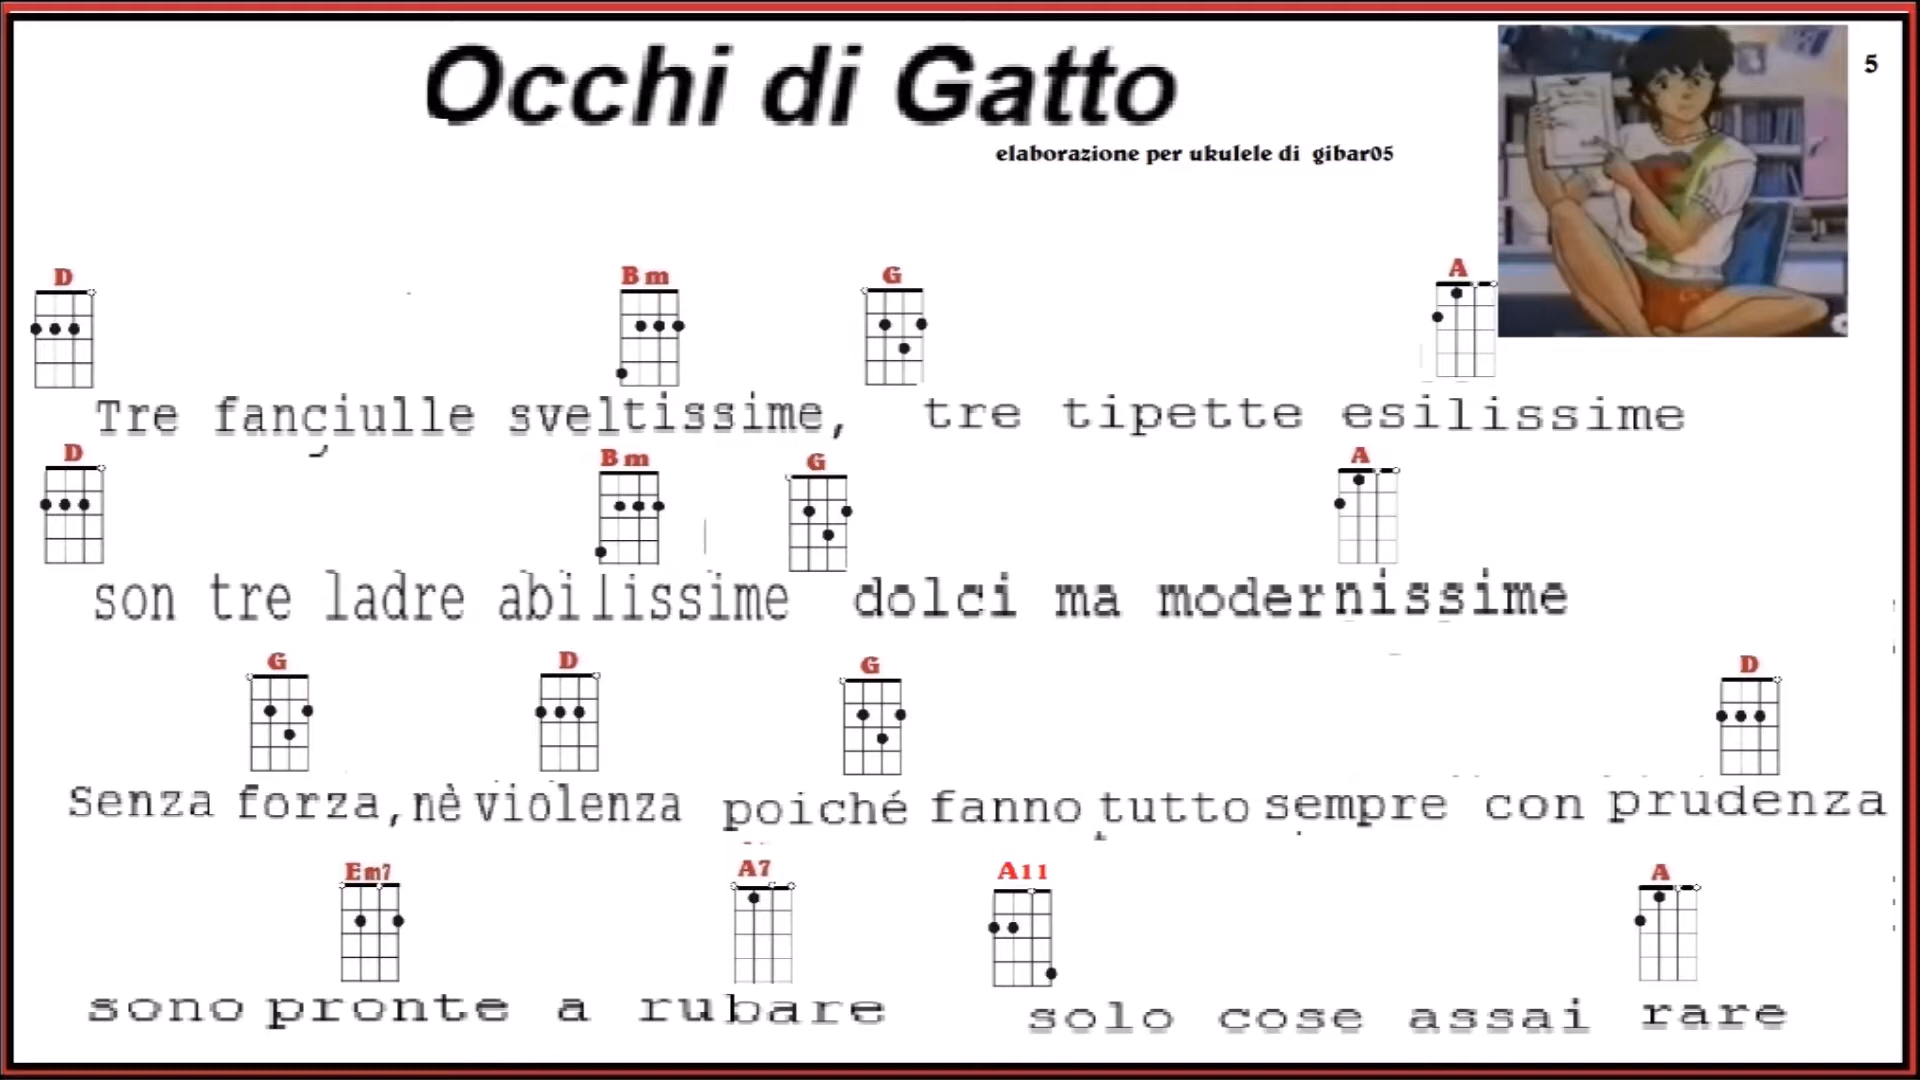 Occhi di Gatto
5
elaborazione per ukulele di gibar05
D Bm G A
Tre fançiulle sveltissime, tre tipette esilissime
D Bm G A
son tre ladre abilissime dolci ma modernissime
G D G D
Senza forza, nè violenza poiché fanno tutto sempre con prudenza
Em7 A7 A11 A
sono pronte a rubare solo cose assai rare